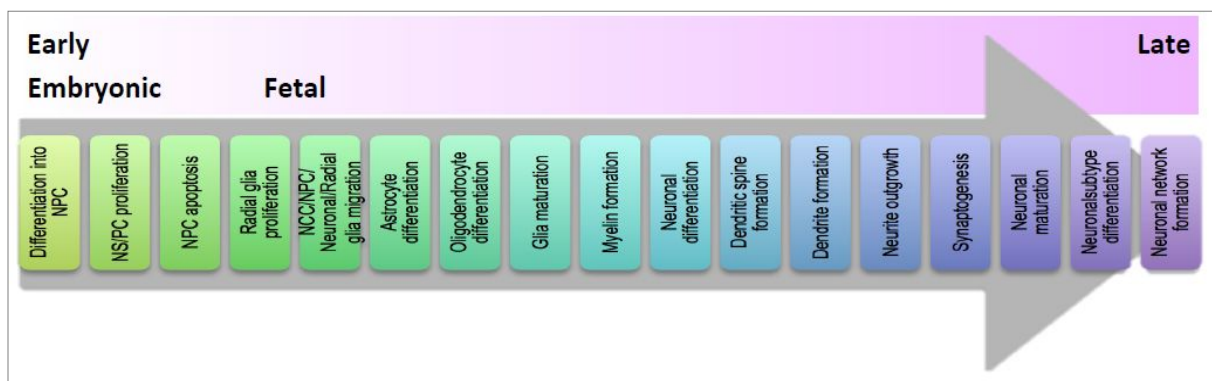 Early
Late
Embryonic
Fetal
Differentiation into
NPC
NS/PC proliferation
NPC apoptosis
Radial glia
proliferation
NCC/NPC/
Neuronal/Radial
glia migration
Astrocyte
differentiation
Oligodendrocyte
differentiation
Glia maturation
Myelin formation
Neuronal
differentiation
Dendritic spine
formation
Dendrite formation
Neurite outgrowth
Synaptogenesis
Neuronal
maturation
Neuronalsubtype
differentiation
Neuronal network
formation